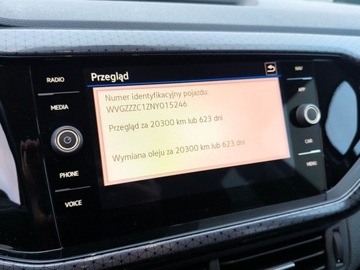 RADIO
MEDIA
PHONE
VOICE
Przegląd
Numer identyfikacyjny pojazdu:
WVGZZZC1ZNY015246
Przegląd za 20300 km lub 623 dni
Wymiana oleju za 20300 km lub 623 dni
NAV
APP
CAR
MENU